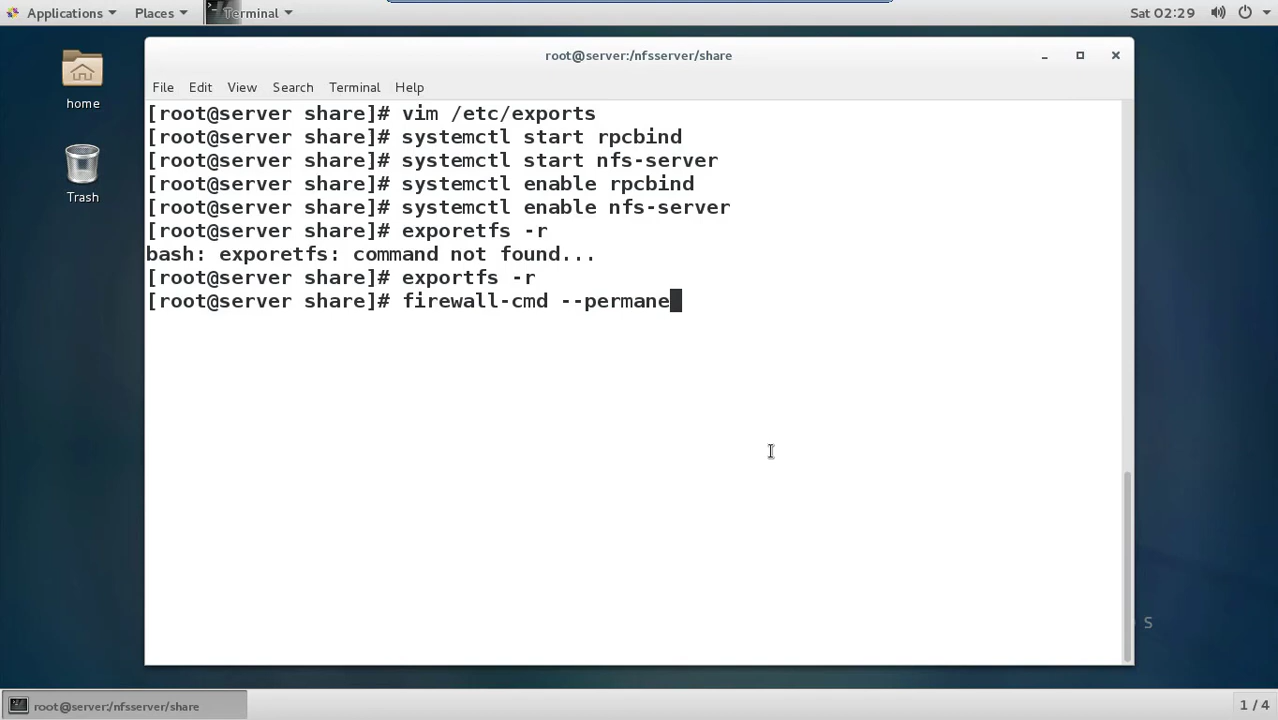 Applications Places Terminal Sat 02:29
home
Trash
root@server:/nfsserver/share
File Edit View Search Terminal Help
[root@server share]# vim /etc/exports
[root@server share]# systemctl start rpcbind
[root@server share]# systemctl start nfs-server
[root@server share]# systemctl enable rpcbind
[root@server share]# systemctl enable nfs-server
[root@server share]# exporetfs -r
bash: exporetfs: command not found...
[root@server share]# exportfs -r
[root@server share]# firewall-cmd --permane
S
root@server:/nfsserver/share 1 / 4